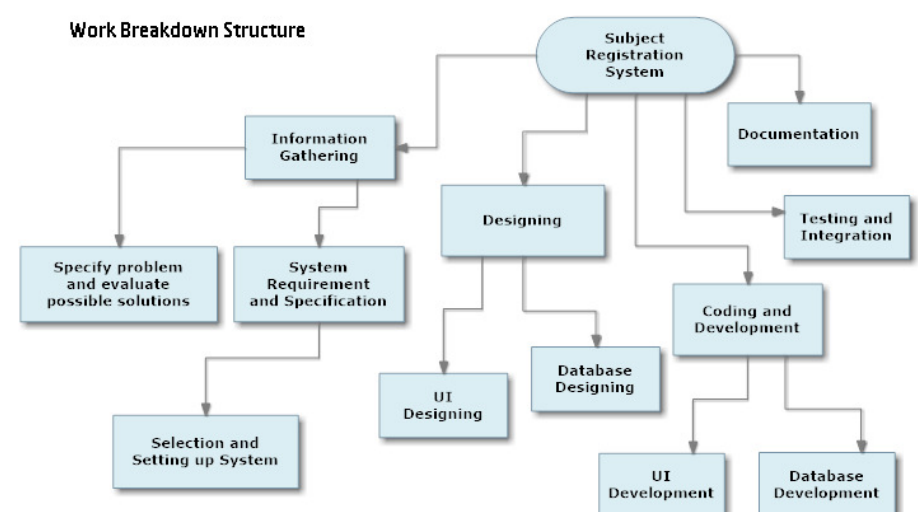 Work Breakdown Structure
Subject
Registration
System
Information
Gathering
Documentation
Designing
Testing and
Integration
Specify problem
and evaluate
possible solutions
System
Requirement
and Specification
Coding and
Development
UI
Designing
Database
Designing
Selection and
Setting up System
UI
Development
Database
Development